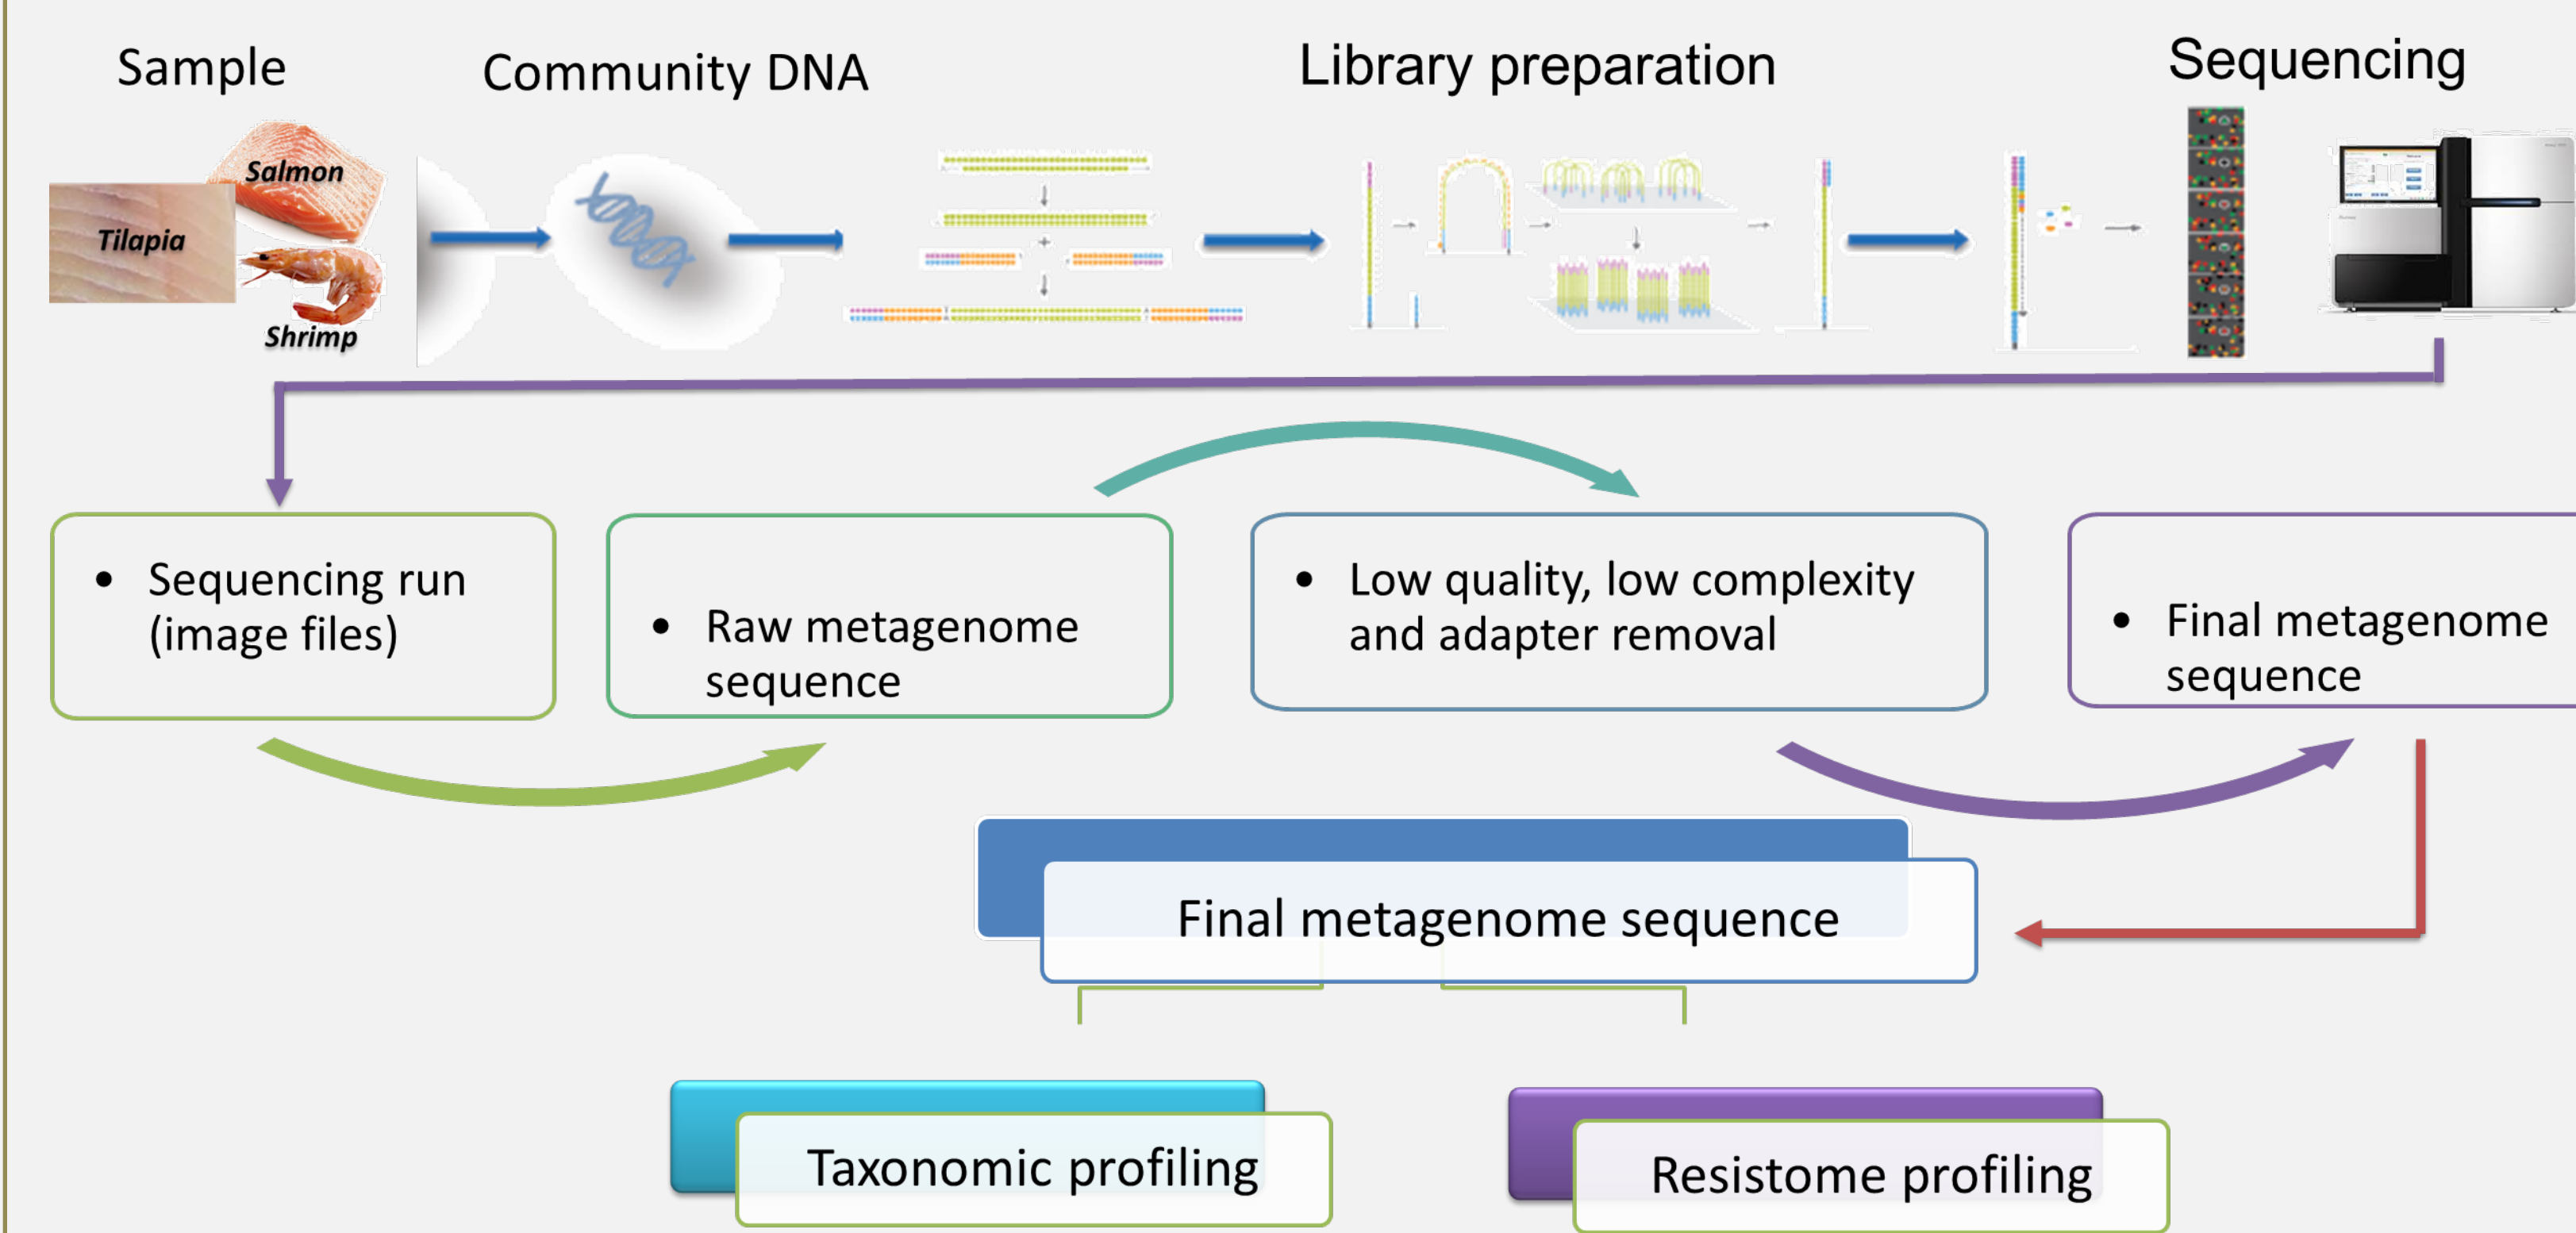 Sample
Community DNA
Library preparation
Sequencing
Salmon
Tilapia
Shrimp
• Sequencing run
(image files)
• Raw metagenome
sequence
• Low quality, low complexity
and adapter removal
• Final metagenome
sequence
Final metagenome sequence
Taxonomic profiling
Resistome profiling